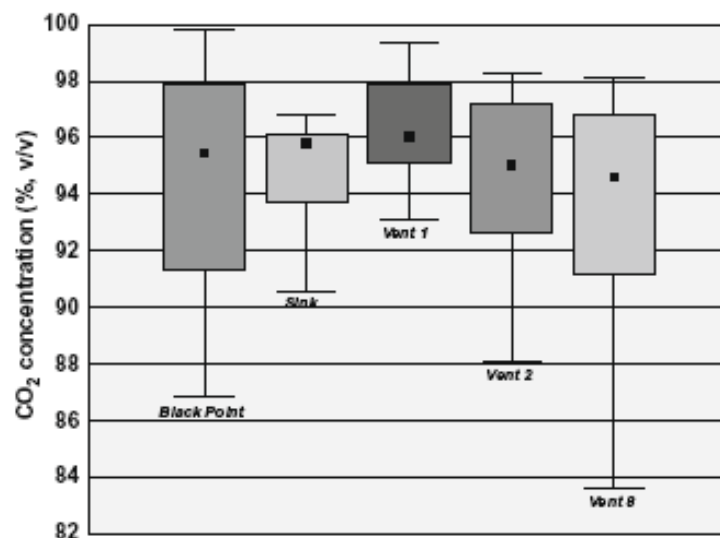 CO₂ concentration (%, v/v)
100
98
96
94
92
90
88
86
84
82
Black Point
Sink
Vent 1
Vent 2
Vent 8